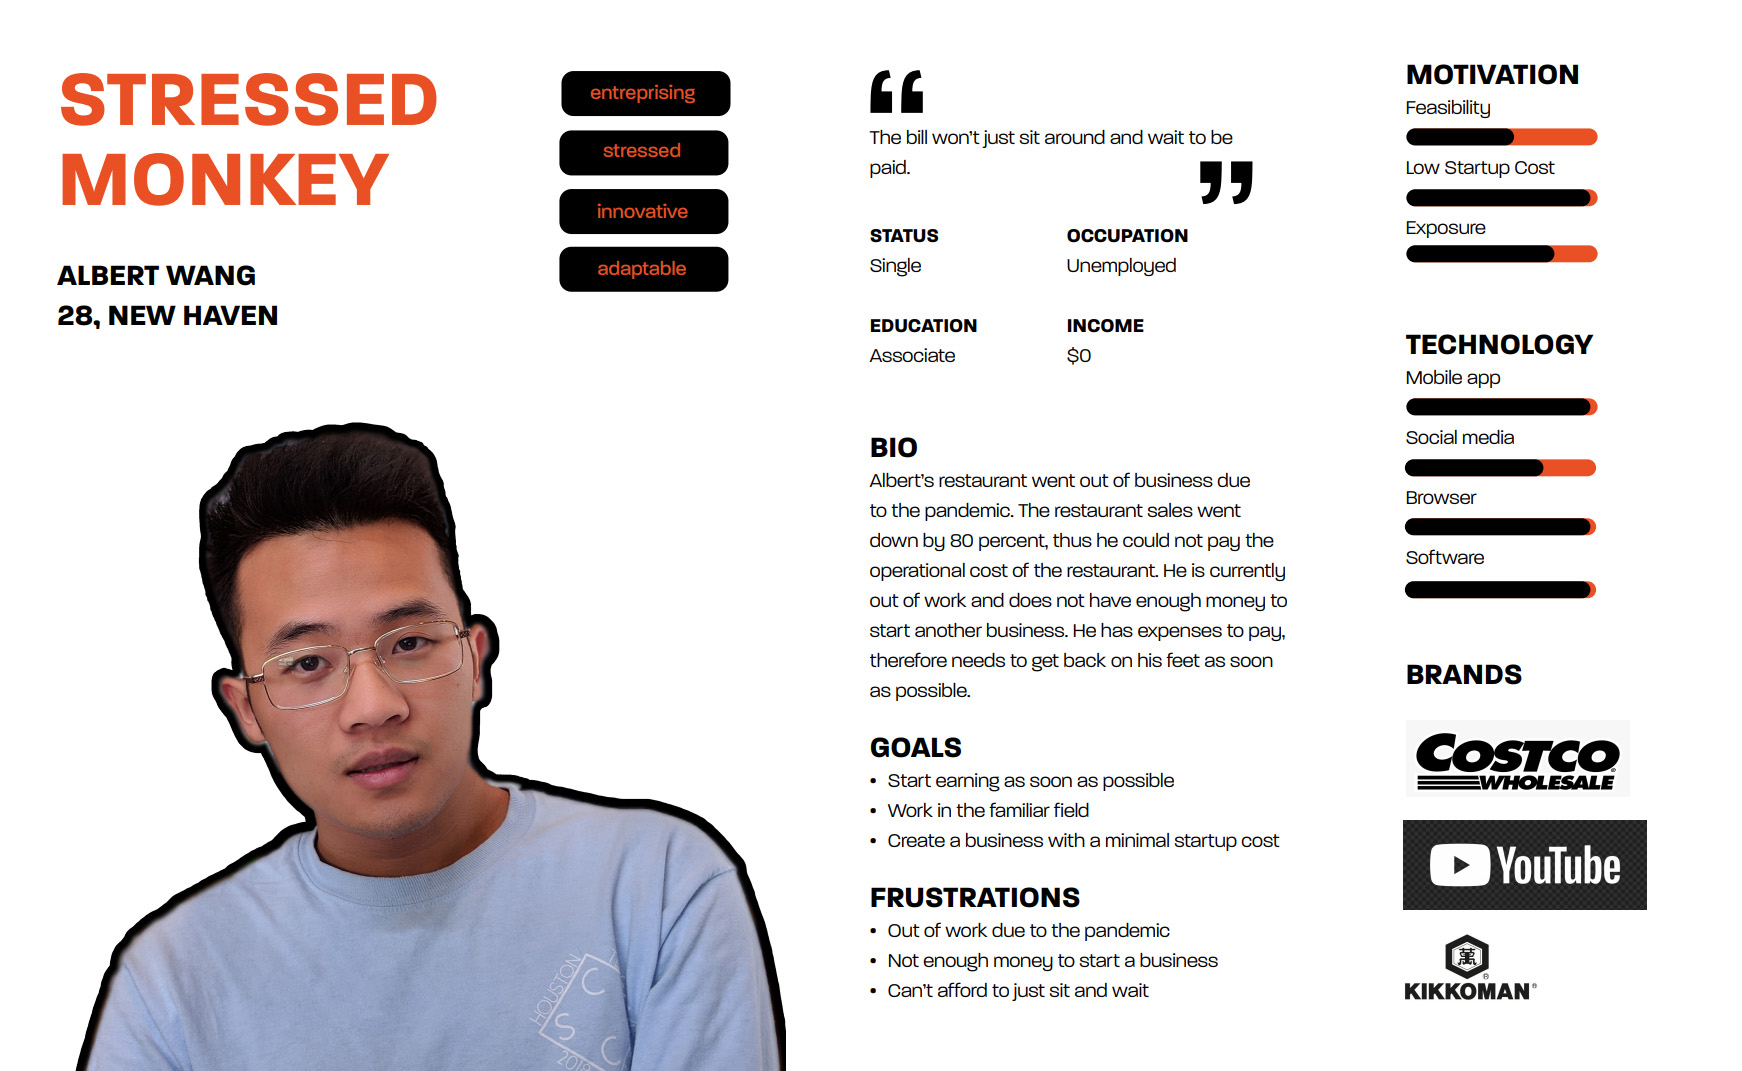 STRESSED
MONKEY
ALBERT WANG
28, NEW HAVEN
entreprising
stressed
innovative
adaptable
HOUSTON
C
S
C
2018
“
The bill won’t just sit around and wait to be
paid.
”
STATUS
Single
OCCUPATION
Unemployed
EDUCATION
Associate
INCOME
$0
BIO
Albert’s restaurant went out of business due
to the pandemic. The restaurant sales went
down by 80 percent, thus he could not pay the
operational cost of the restaurant. He is currently
out of work and does not have enough money to
start another business. He has expenses to pay,
therefore needs to get back on his feet as soon
as possible.
GOALS
• Start earning as soon as possible
• Work in the familiar field
• Create a business with a minimal startup cost
FRUSTRATIONS
• Out of work due to the pandemic
• Not enough money to start a business
• Can’t afford to just sit and wait
MOTIVATION
Feasibility
Low Startup Cost
Exposure
TECHNOLOGY
Mobile app
Social media
Browser
Software
BRANDS
COSTCO
WHOLESALE
YouTube
萬
KIKKOMAN®